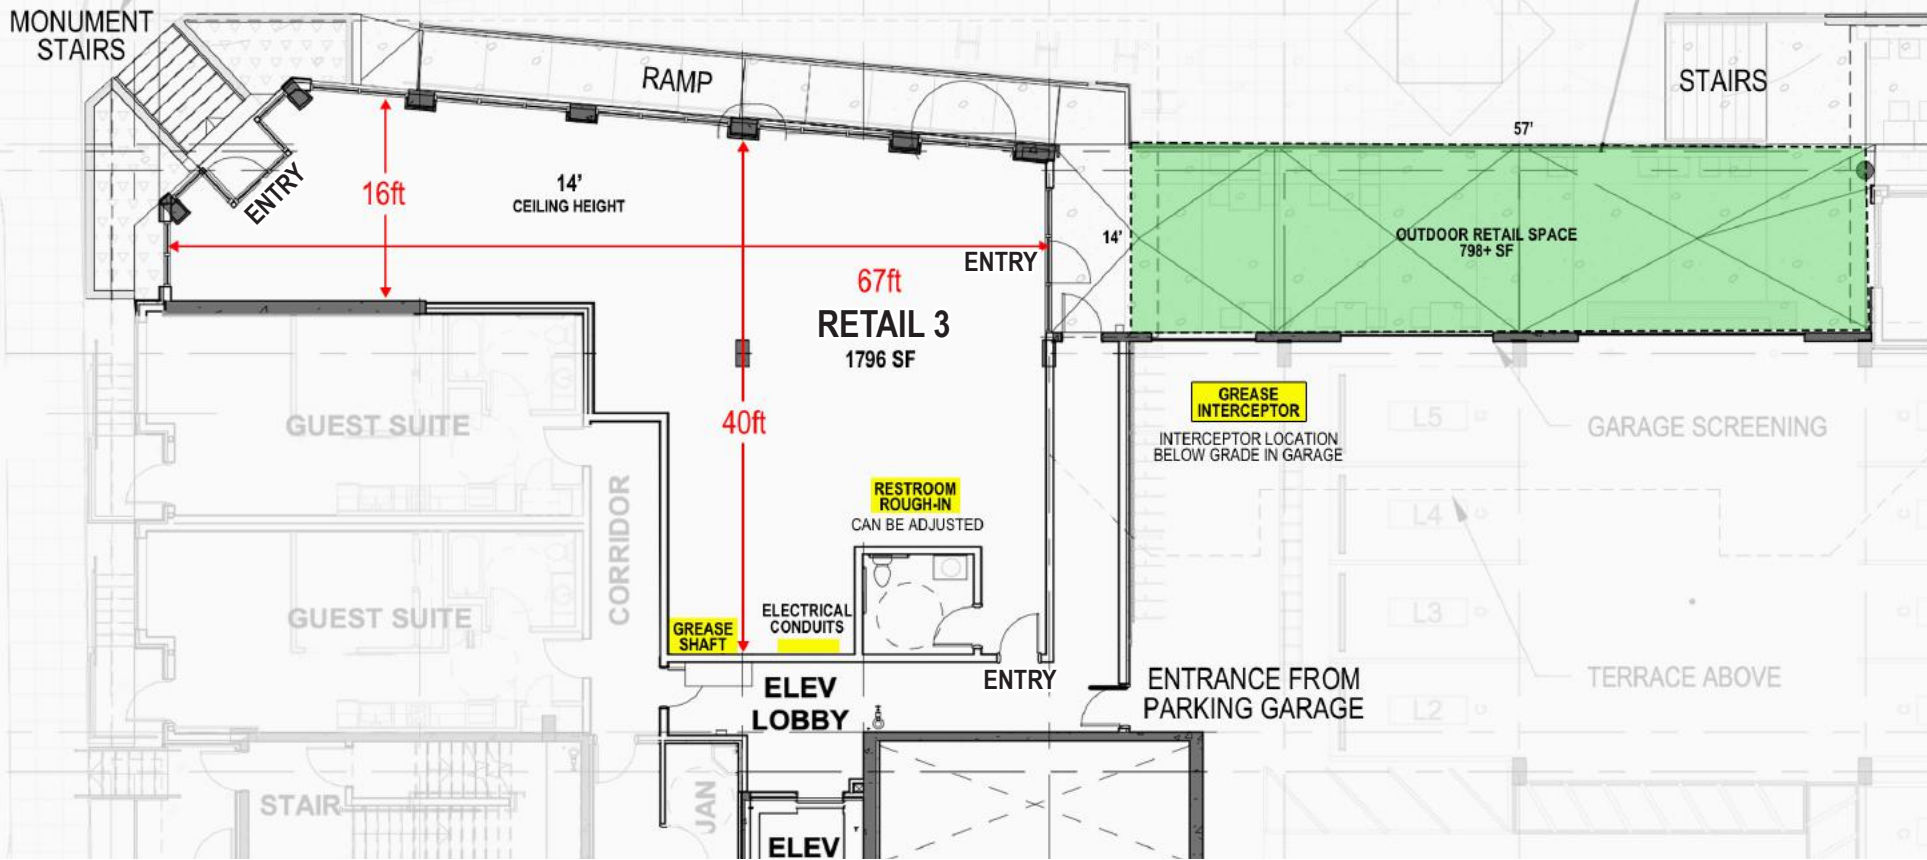 MONUMENT
STAIRS
RAMP
STAIRS
57'
ENTRY
16ft
14'
CEILING HEIGHT
ENTRY
14'
OUTDOOR RETAIL SPACE
798+ SF
67ft
RETAIL 3
1796 SF
GREASE
INTERCEPTOR
INTERCEPTOR LOCATION
BELOW GRADE IN GARAGE
L5
GARAGE SCREENING
GUEST SUITE
40ft
CORRIDOR
RESTROOM
ROUGH-IN
CAN BE ADJUSTED
L4
GUEST SUITE
GREASE
SHAFT
ELECTRICAL
CONDUITS
L3
ENTRY
ELEV
LOBBY
ENTRANCE FROM
PARKING GARAGE
TERRACE ABOVE
L2
STAIR
JAN
ELEV